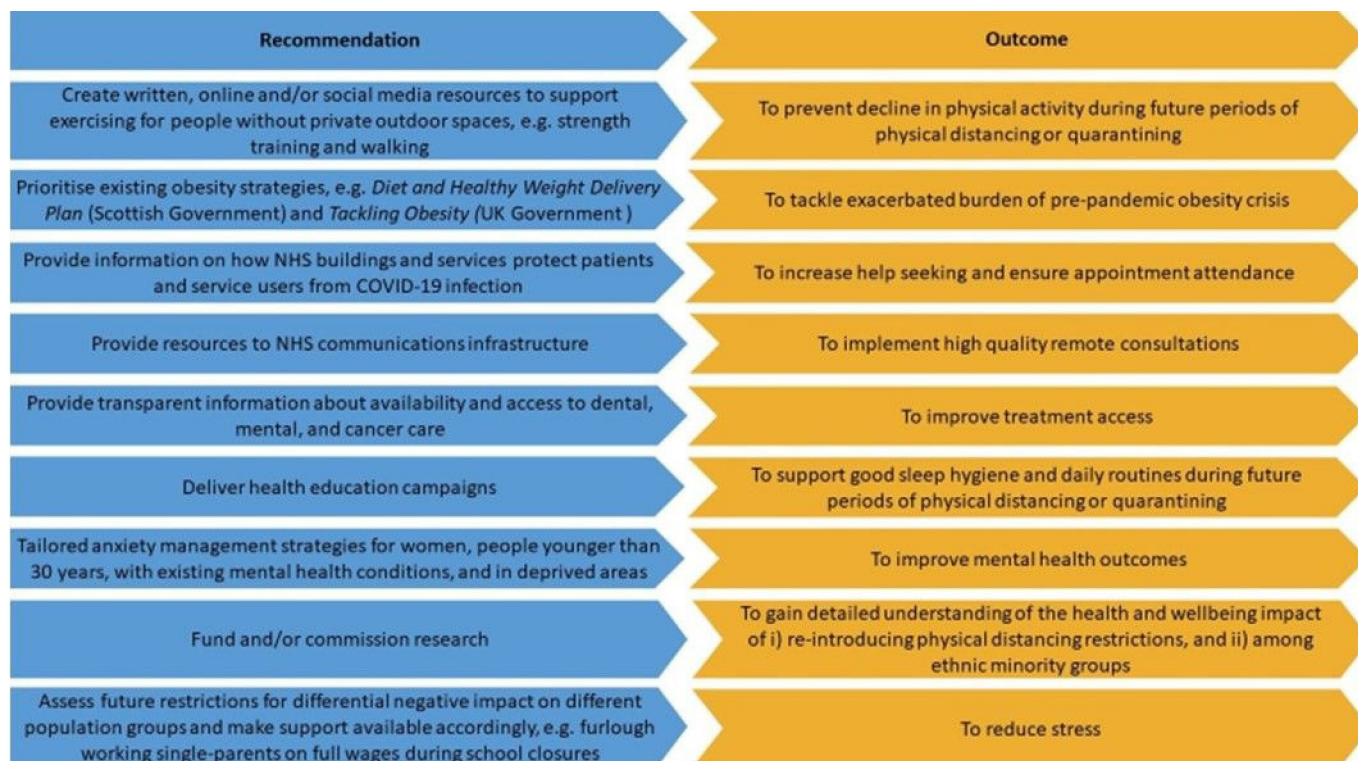 Recommendation
Outcome
Create written, online and/or social media resources to support
exercising for people without private outdoor spaces, e.g. strength
training and walking
To prevent decline in physical activity during future periods of
physical distancing or quarantining
Prioritise existing obesity strategies, e.g. Diet and Healthy Weight Delivery
Plan (Scottish Government) and Tackling Obesity (UK Government )
To tackle exacerbated burden of pre-pandemic obesity crisis
Provide information on how NHS buildings and services protect patients
and service users from COVID-19 infection
To increase help seeking and ensure appointment attendance
Provide resources to NHS communications infrastructure
To implement high quality remote consultations
Provide transparent information about availability and access to dental,
mental, and cancer care
To improve treatment access
Deliver health education campaigns
To support good sleep hygiene and daily routines during future
periods of physical distancing or quarantining
Tailored anxiety management strategies for women, people younger than
30 years, with existing mental health conditions, and in deprived areas
To improve mental health outcomes
Fund and/or commission research
To gain detailed understanding of the health and wellbeing impact
of i) re-introducing physical distancing restrictions, and ii) among
ethnic minority groups
Assess future restrictions for differential negative impact on different
population groups and make support available accordingly, e.g. furlough
working single-parents on full wages during school closures
To reduce stress